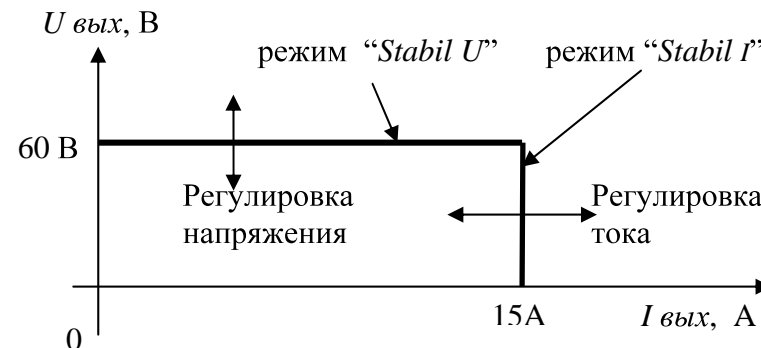 U вых, В
режим “Stabil U”
режим “Stabil I”
60 В
Регулировка
напряжения
Регулировка
тока
15А
I вых, А
0